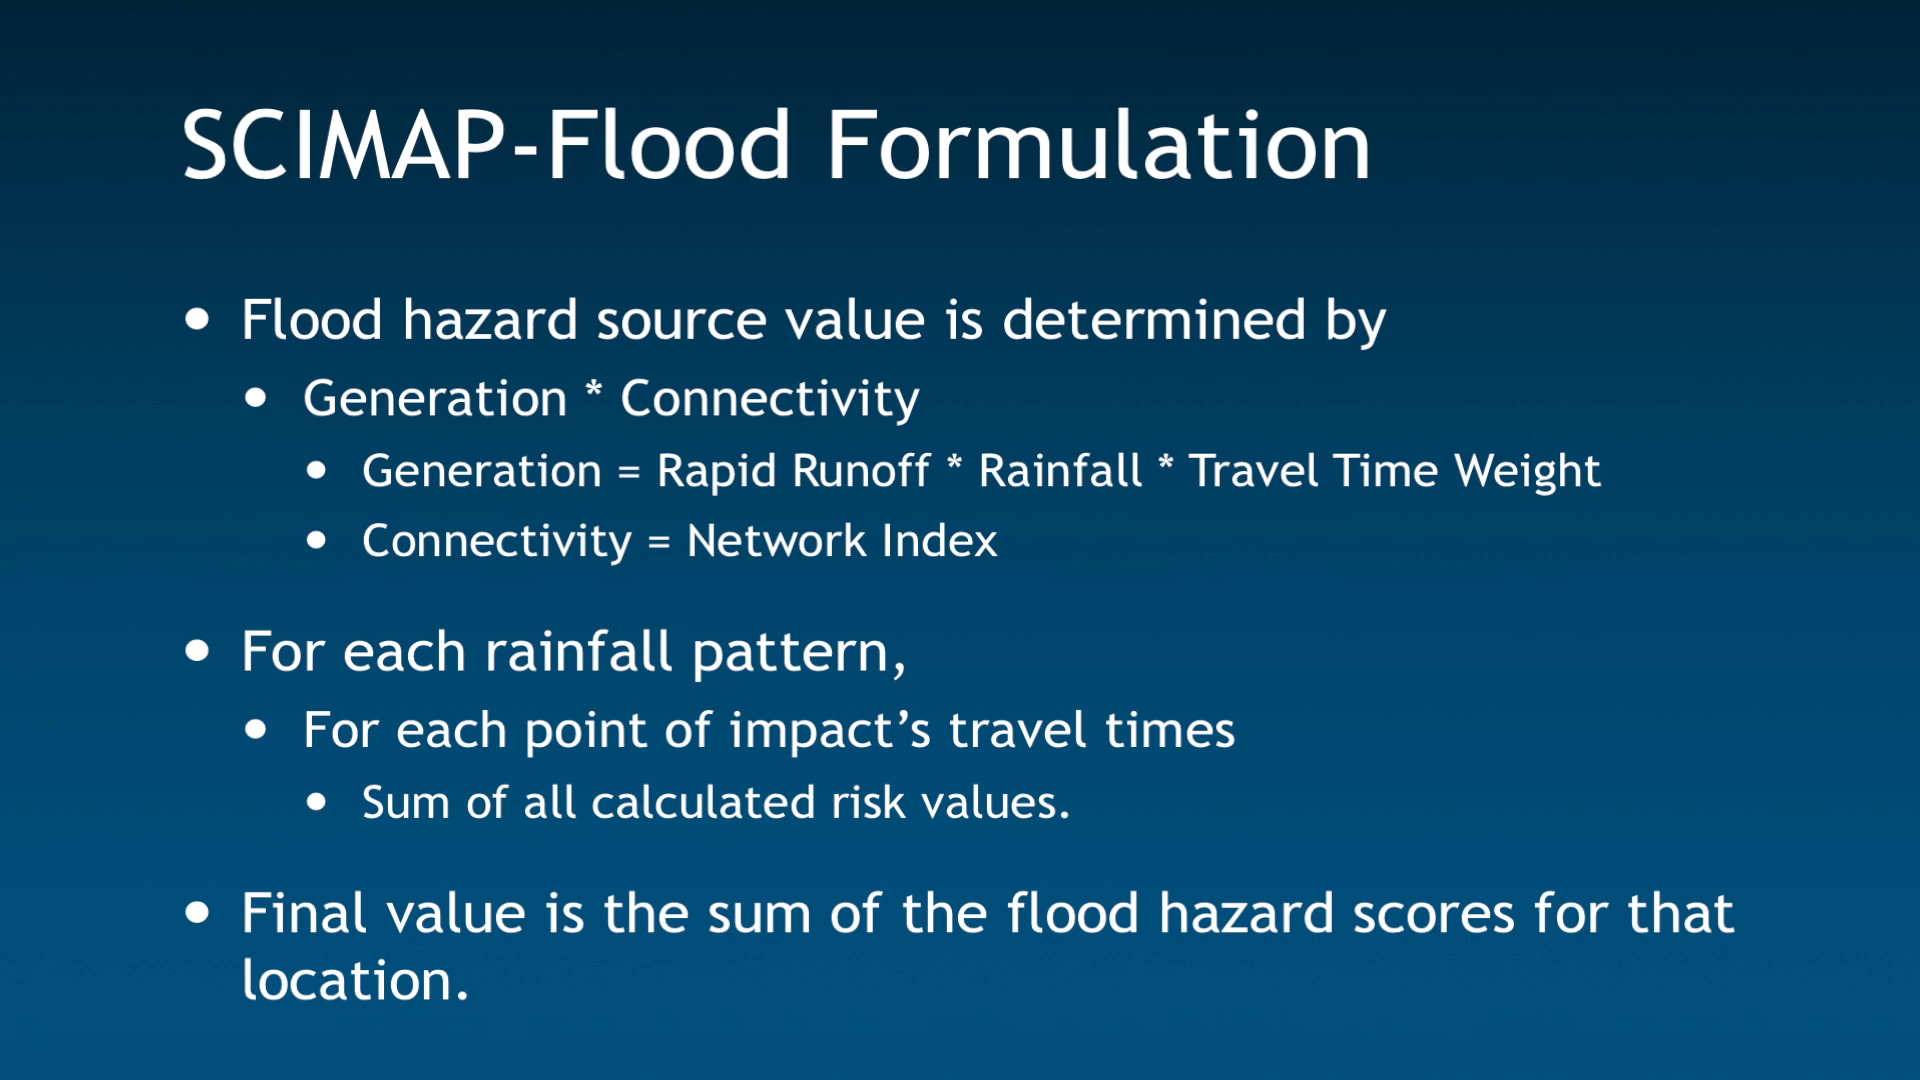 SCIMAP-Flood Formulation
• Flood hazard source value is determined by
• Generation * Connectivity
• Generation = Rapid Runoff * Rainfall * Travel Time Weight
• Connectivity = Network Index
• For each rainfall pattern,
• For each point of impact’s travel times
• Sum of all calculated risk values.
• Final value is the sum of the flood hazard scores for that
location.